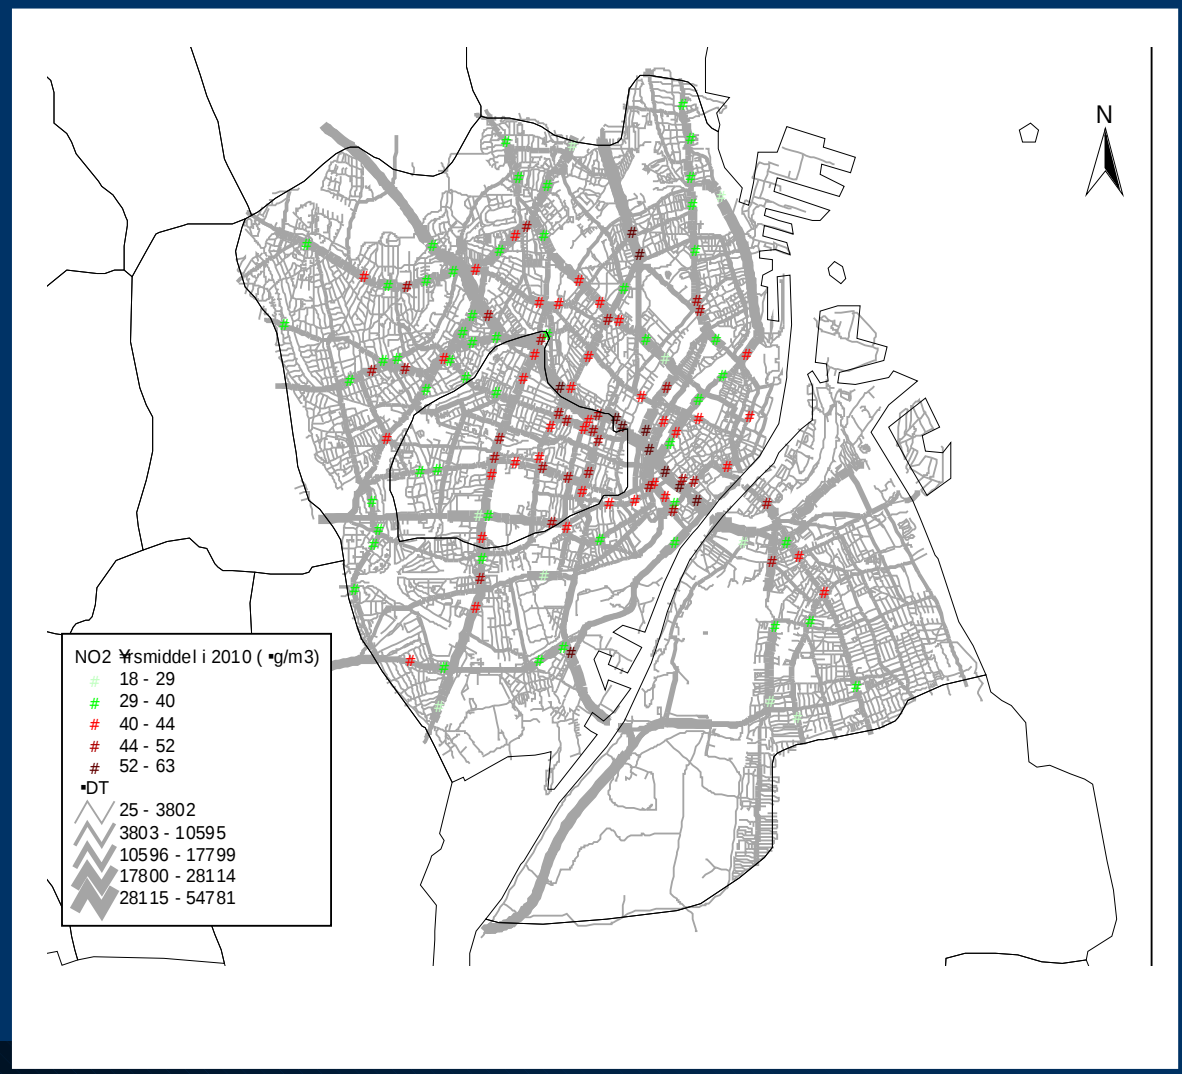 N
NO2 ¥rsmiddel i 2010 ( ▪g/m3)
# 18 - 29
# 29 - 40
# 40 - 44
# 44 - 52
# 52 - 63
▪DT
25 - 3802
3803 - 10595
10596 - 17799
17800 - 28114
28115 - 54781